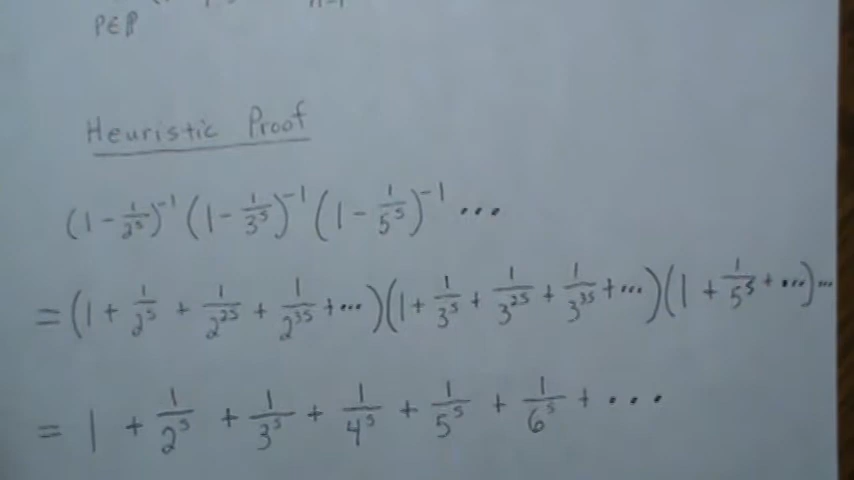 p∈ℙ
Heuristic Proof
(1 - 1/2^s)^-1 (1 - 1/3^s)^-1 (1 - 1/5^s)^-1 •••
= (1 + 1/2^s + 1/2^2s + 1/2^3s + •••)(1 + 1/3^s + 1/3^2s + 1/3^3s + •••)(1 + 1/5^s + •••)•••
= 1 + 1/2^s + 1/3^s + 1/4^s + 1/5^s + 1/6^s + •••